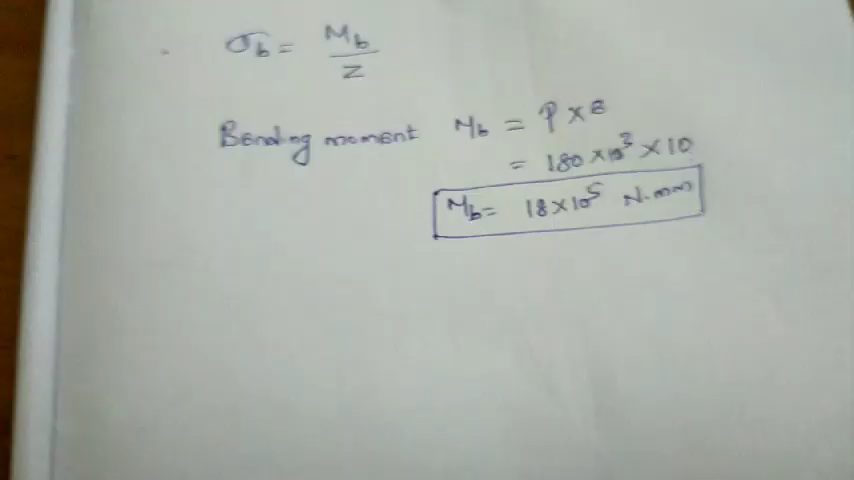 σb = Mb / Z
Bending moment Mb = P × e
= 180 × 10³ × 10
Mb = 18 × 10⁵ N.mm